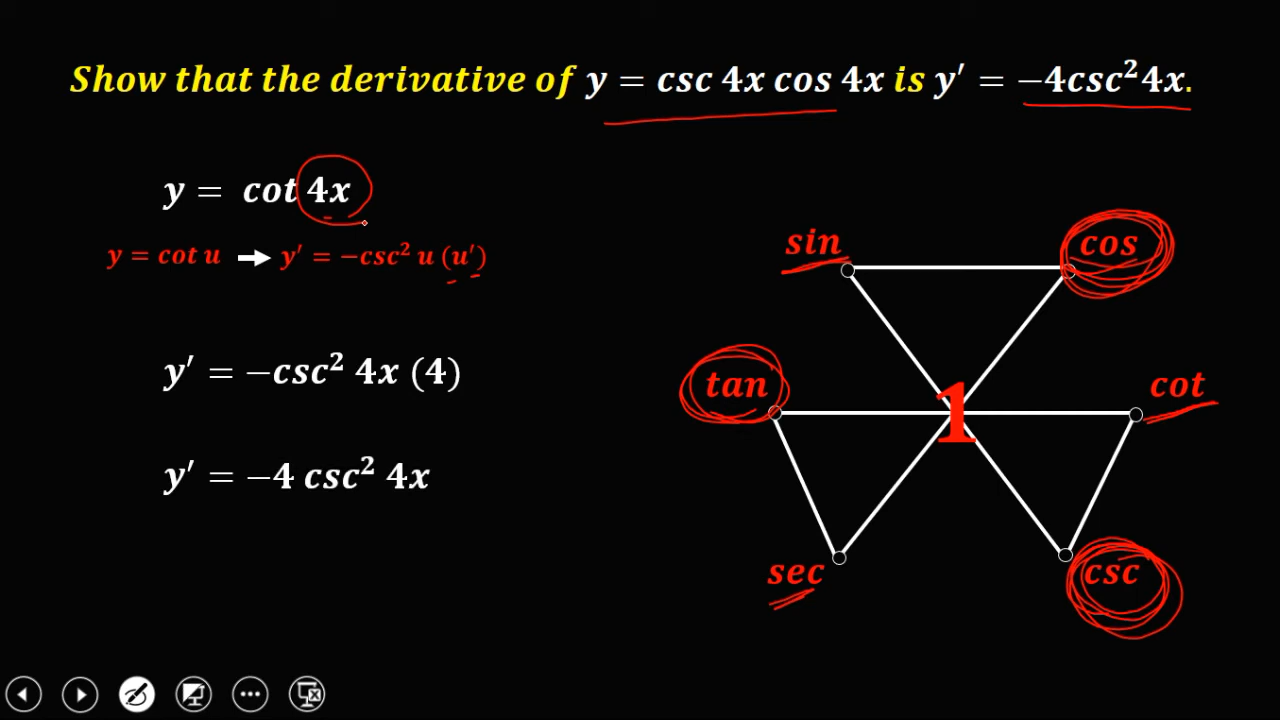 Show that the derivative of y = csc 4x cos 4x is y′ = −4csc²4x.
y = cot 4x
y = cot u → y′ = −csc² u (u′)
y′ = −csc² 4x (4)
y′ = −4 csc² 4x
sin
cos
tan
1
cot
sec
csc